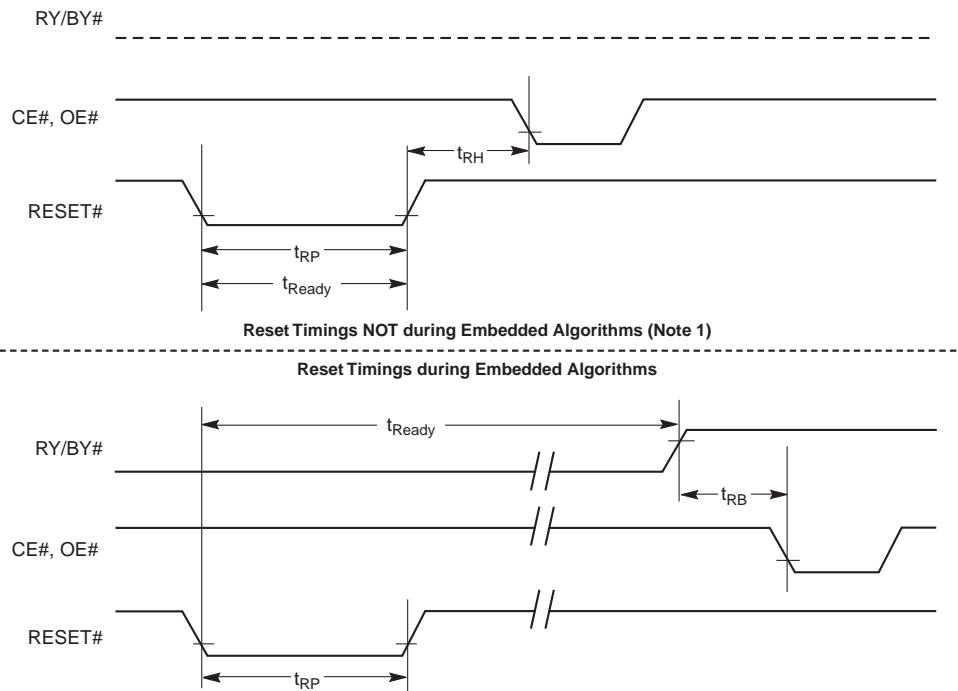 RY/BY#
CE#, OE#
tRH
RESET#
tRP
tReady
Reset Timings NOT during Embedded Algorithms (Note 1)
Reset Timings during Embedded Algorithms
tReady
RY/BY#
tRB
CE#, OE#
RESET#
tRP